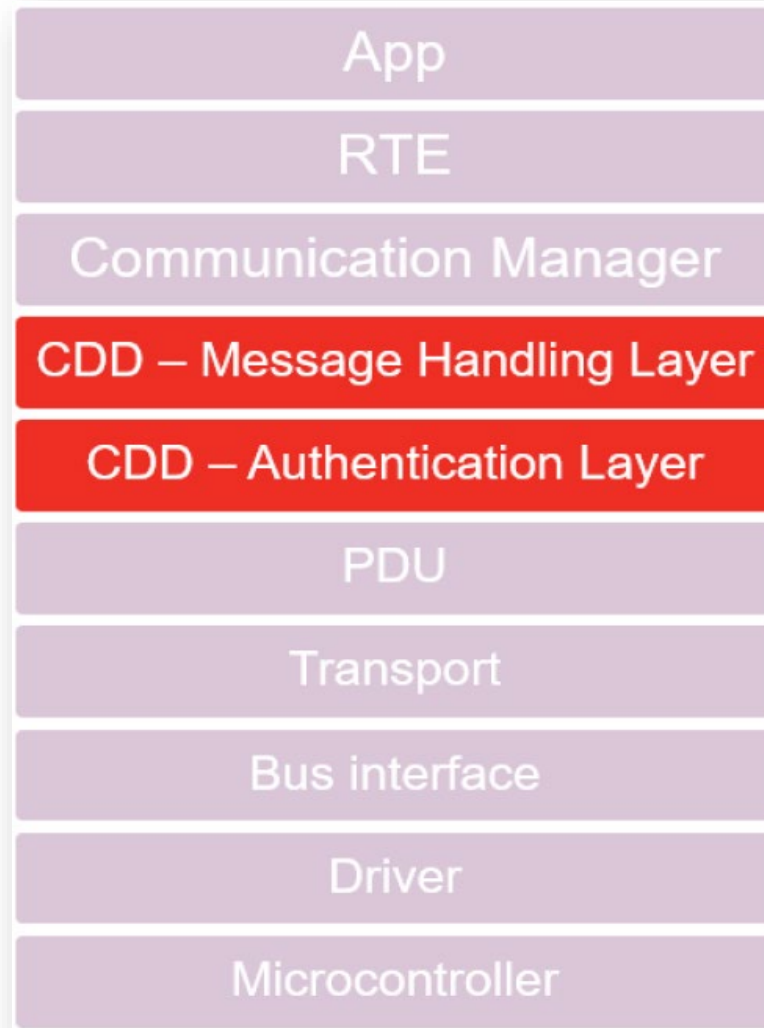 App
RTE
Communication Manager
CDD – Message Handling Layer
CDD – Authentication Layer
PDU
Transport
Bus interface
Driver
Microcontroller